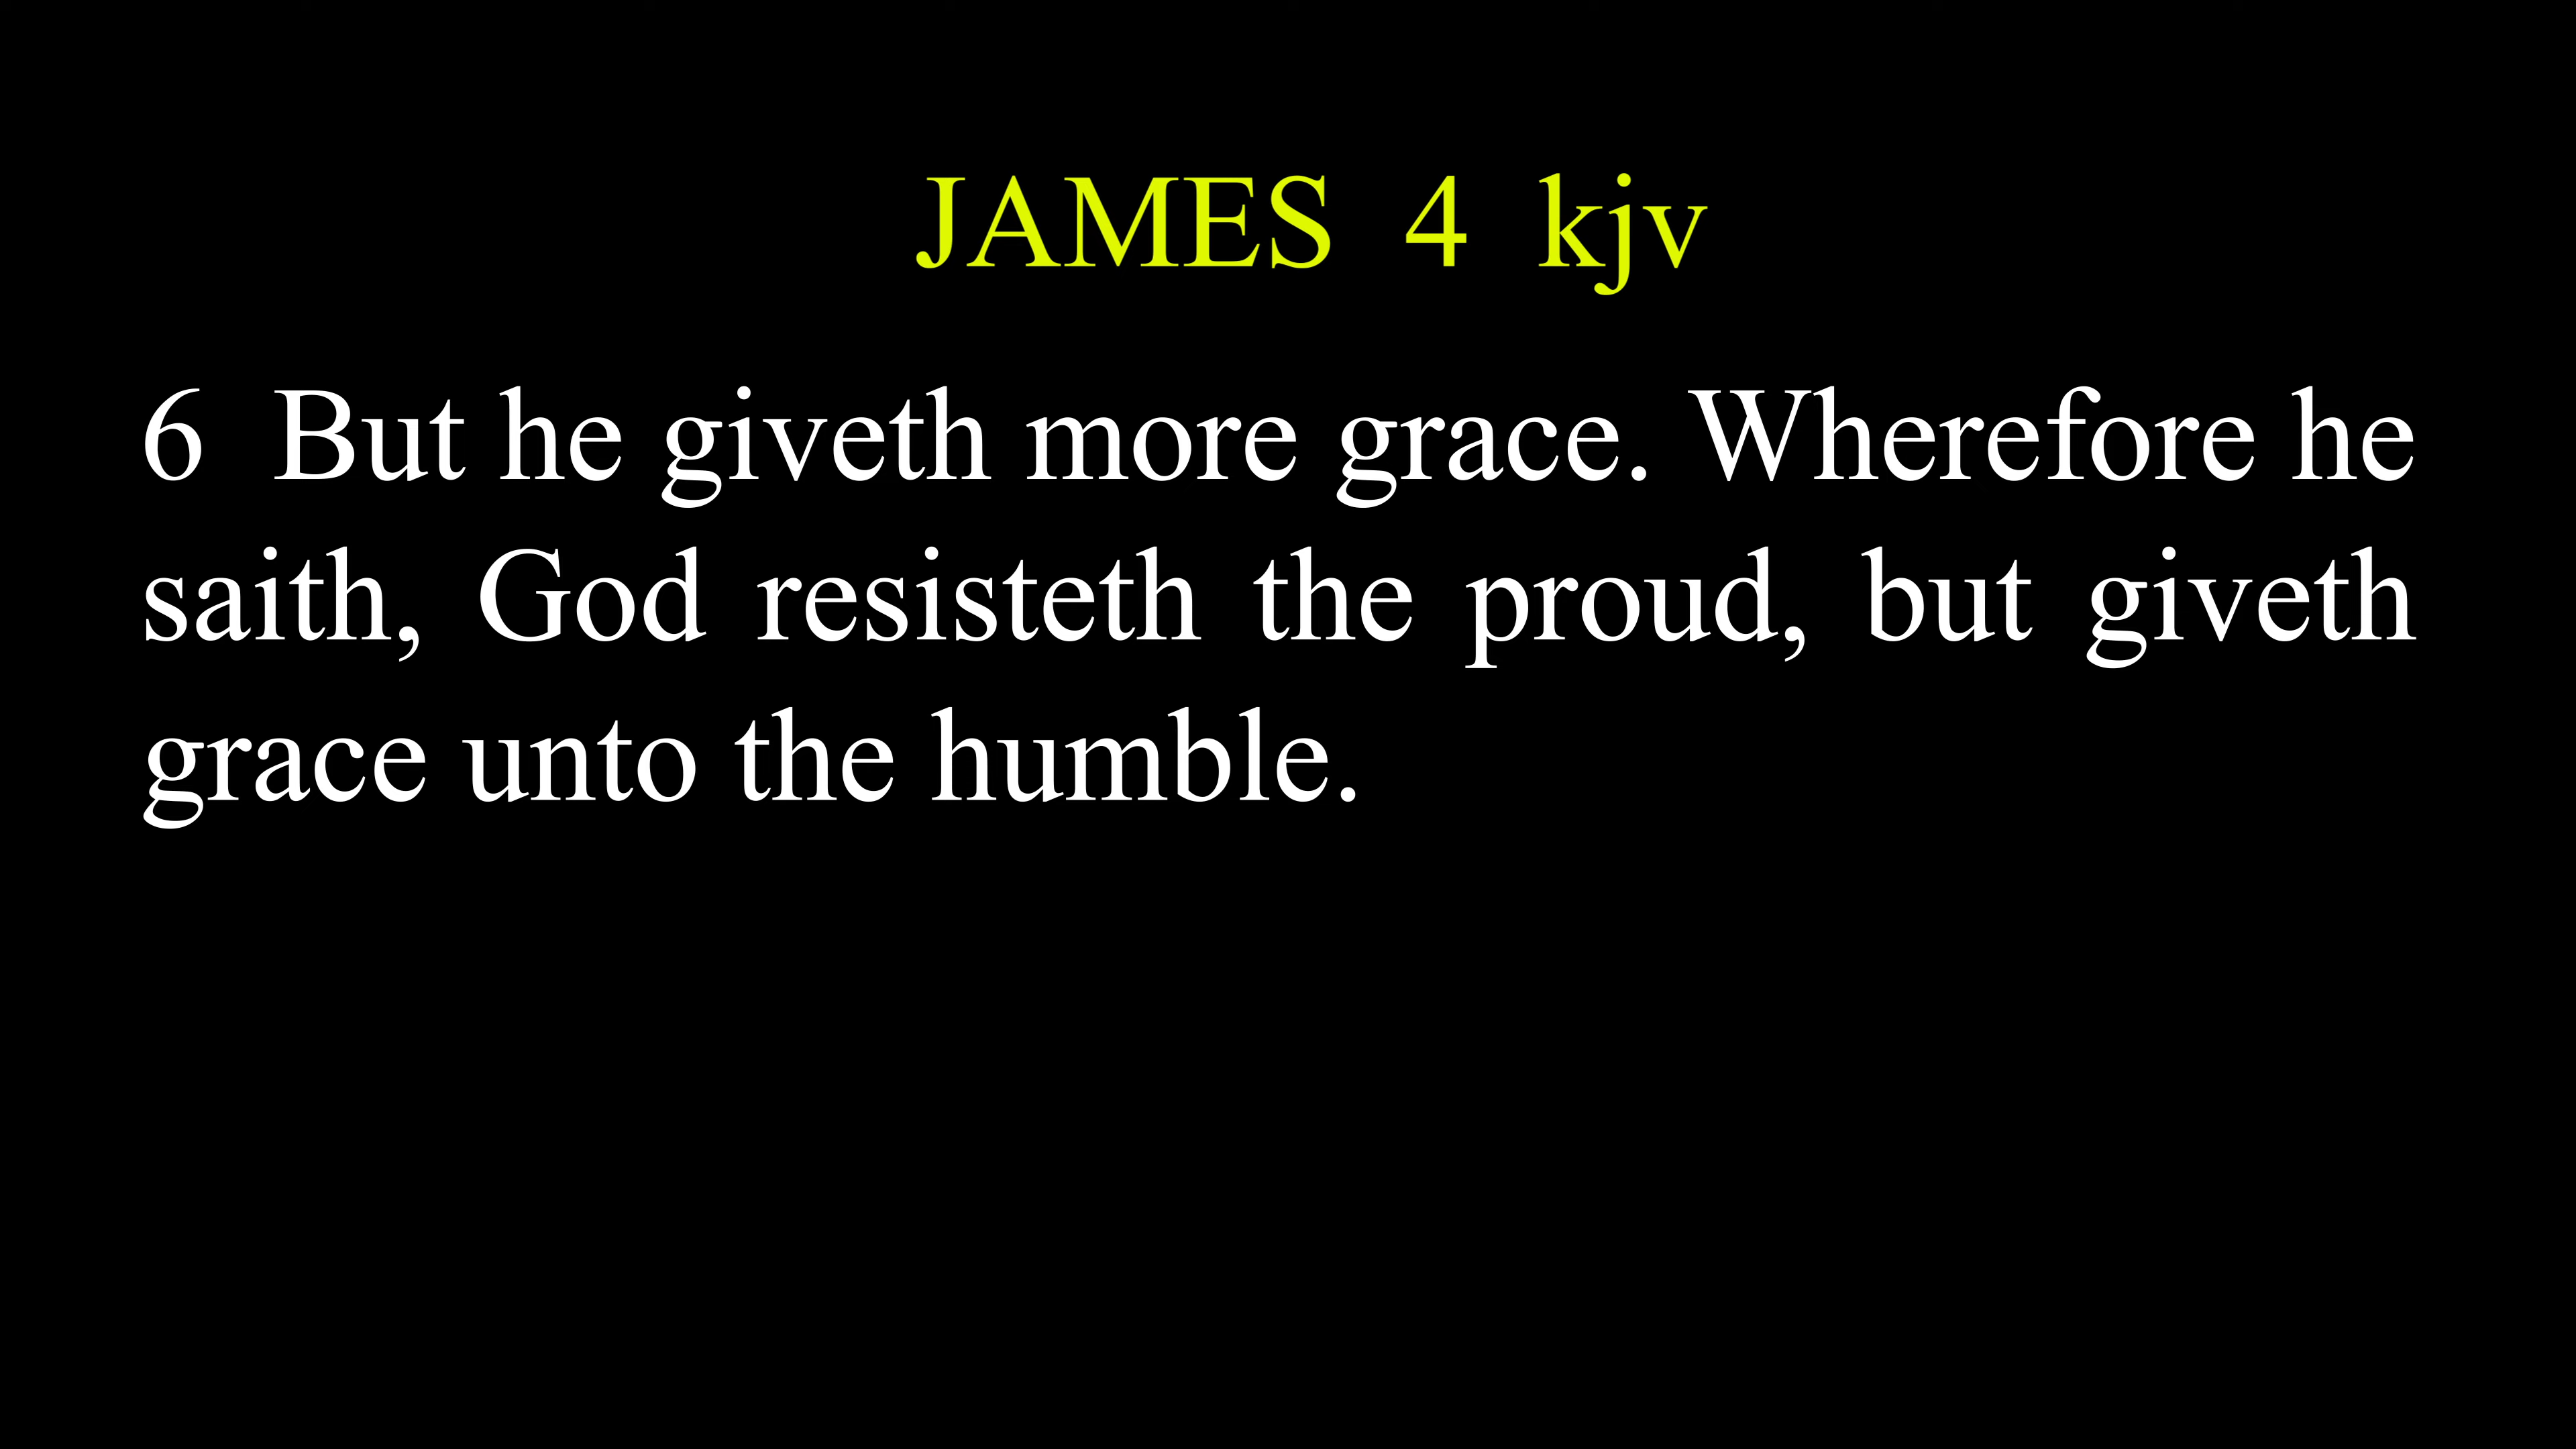 JAMES 4 kjv
6 But he giveth more grace. Wherefore he
saith, God resisteth the proud, but giveth
grace unto the humble.